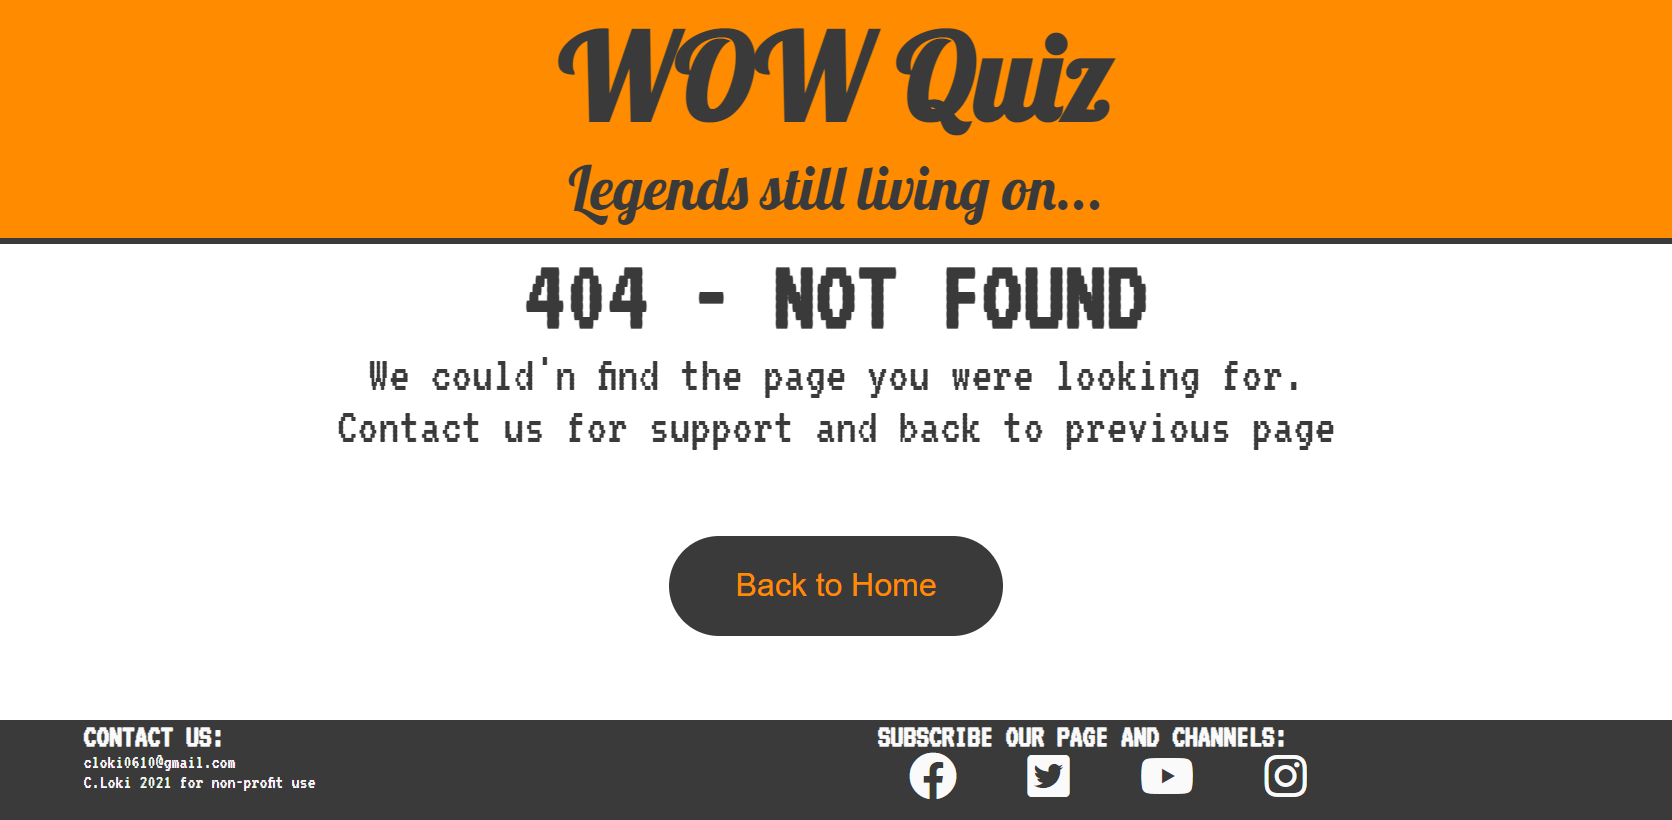 WOW Quiz
Legends still living on...
404 - NOT FOUND
We could'n find the page you were looking for.
Contact us for support and back to previous page
Back to Home
CONTACT US:
cloki0610@gmail.com
C.Loki 2021 for non-profit use
SUBSCRIBE OUR PAGE AND CHANNELS: